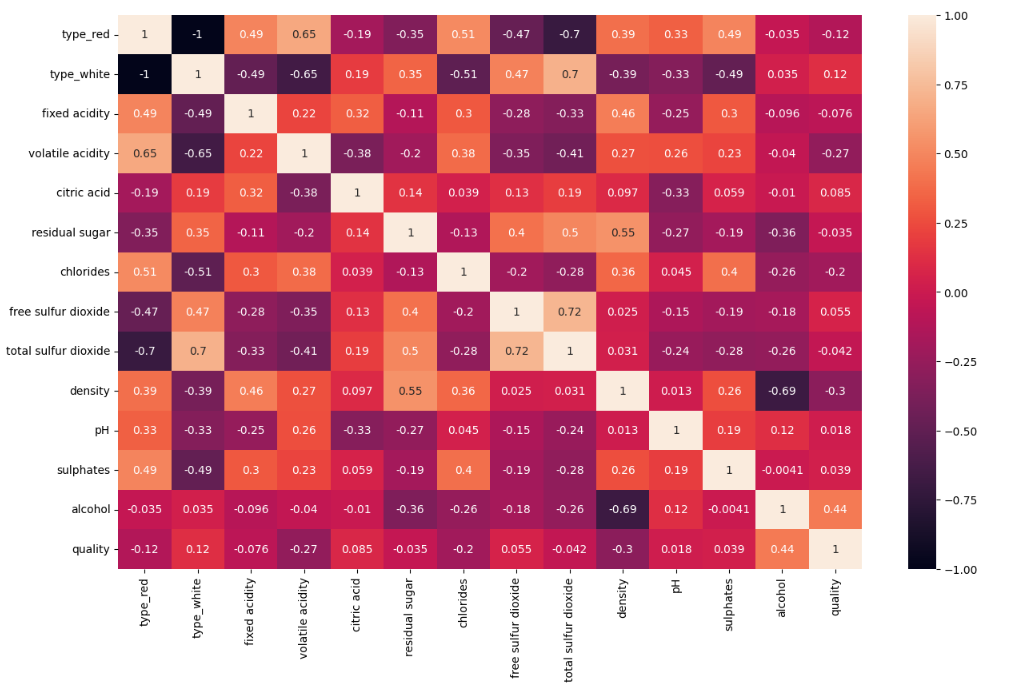 type_red 1 -1 0.49 0.65 -0.19 -0.35 0.51 -0.47 -0.7 0.39 0.33 0.49 -0.035 -0.12
type_white -1 1 -0.49 -0.65 0.19 0.35 -0.51 0.47 0.7 -0.39 -0.33 -0.49 0.035 0.12
fixed acidity 0.49 -0.49 1 0.22 0.32 -0.11 0.3 -0.28 -0.33 0.46 -0.25 0.3 -0.096 -0.076
volatile acidity 0.65 -0.65 0.22 1 -0.38 -0.2 0.38 -0.35 -0.41 0.27 0.26 0.23 -0.04 -0.27
citric acid -0.19 0.19 0.32 -0.38 1 0.14 0.039 0.13 0.19 0.097 -0.33 0.059 -0.01 0.085
residual sugar -0.35 0.35 -0.11 -0.2 0.14 1 -0.13 0.4 0.5 0.55 -0.27 -0.19 -0.36 -0.035
chlorides 0.51 -0.51 0.3 0.38 0.039 -0.13 1 -0.2 -0.28 0.36 0.045 0.4 -0.26 -0.2
free sulfur dioxide -0.47 0.47 -0.28 -0.35 0.13 0.4 -0.2 1 0.72 0.025 -0.15 -0.19 -0.18 0.055
total sulfur dioxide -0.7 0.7 -0.33 -0.41 0.19 0.5 -0.28 0.72 1 0.031 -0.24 -0.28 -0.26 -0.042
density 0.39 -0.39 0.46 0.27 0.097 0.55 0.36 0.025 0.031 1 0.013 0.26 -0.69 -0.3
pH 0.33 -0.33 -0.25 0.26 -0.33 -0.27 0.045 -0.15 -0.24 0.013 1 0.19 0.12 0.018
sulphates 0.49 -0.49 0.3 0.23 0.059 -0.19 0.4 -0.19 -0.28 0.26 0.19 1 -0.0041 0.039
alcohol -0.035 0.035 -0.096 -0.04 -0.01 -0.36 -0.26 -0.18 -0.26 -0.69 0.12 -0.0041 1 0.44
quality -0.12 0.12 -0.076 -0.27 0.085 -0.035 -0.2 0.055 -0.042 -0.3 0.018 0.039 0.44 1
type_red
type_white
fixed acidity
volatile acidity
citric acid
residual sugar
chlorides
free sulfur dioxide
total sulfur dioxide
density
pH
sulphates
alcohol
quality
1.00
0.75
0.50
0.25
0.00
−0.25
−0.50
−0.75
−1.00